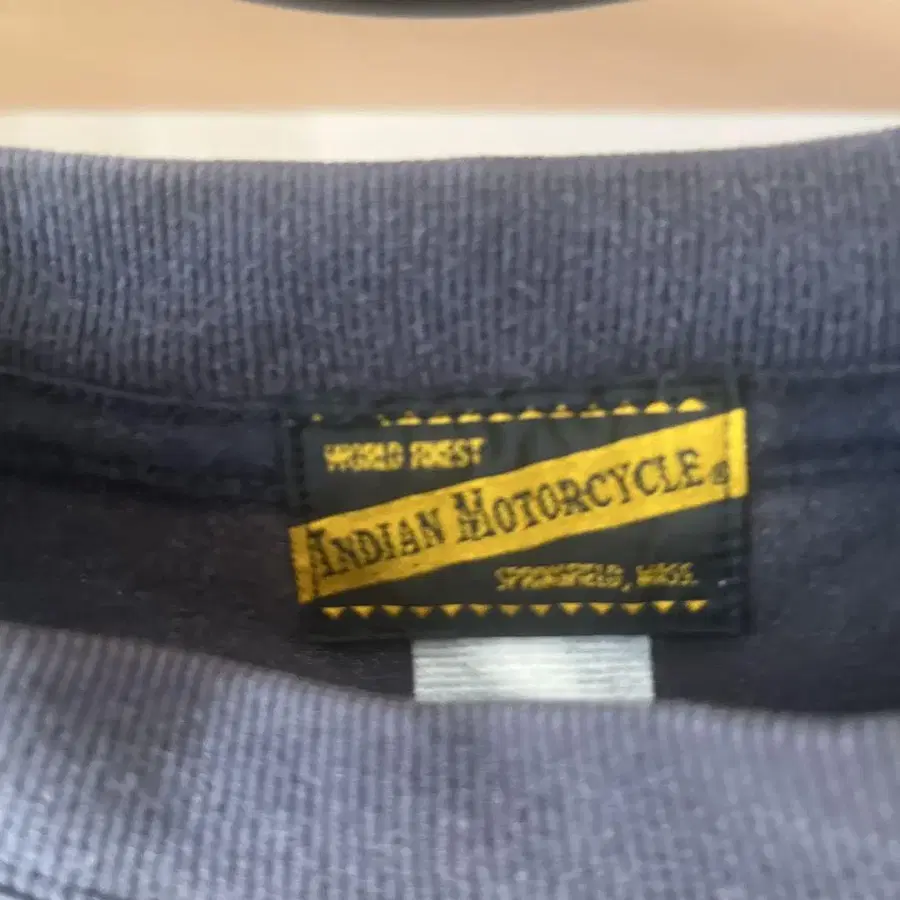 WORLD FINEST
INDIAN MOTORCYCLE®
SPRINGFIELD, MASS.